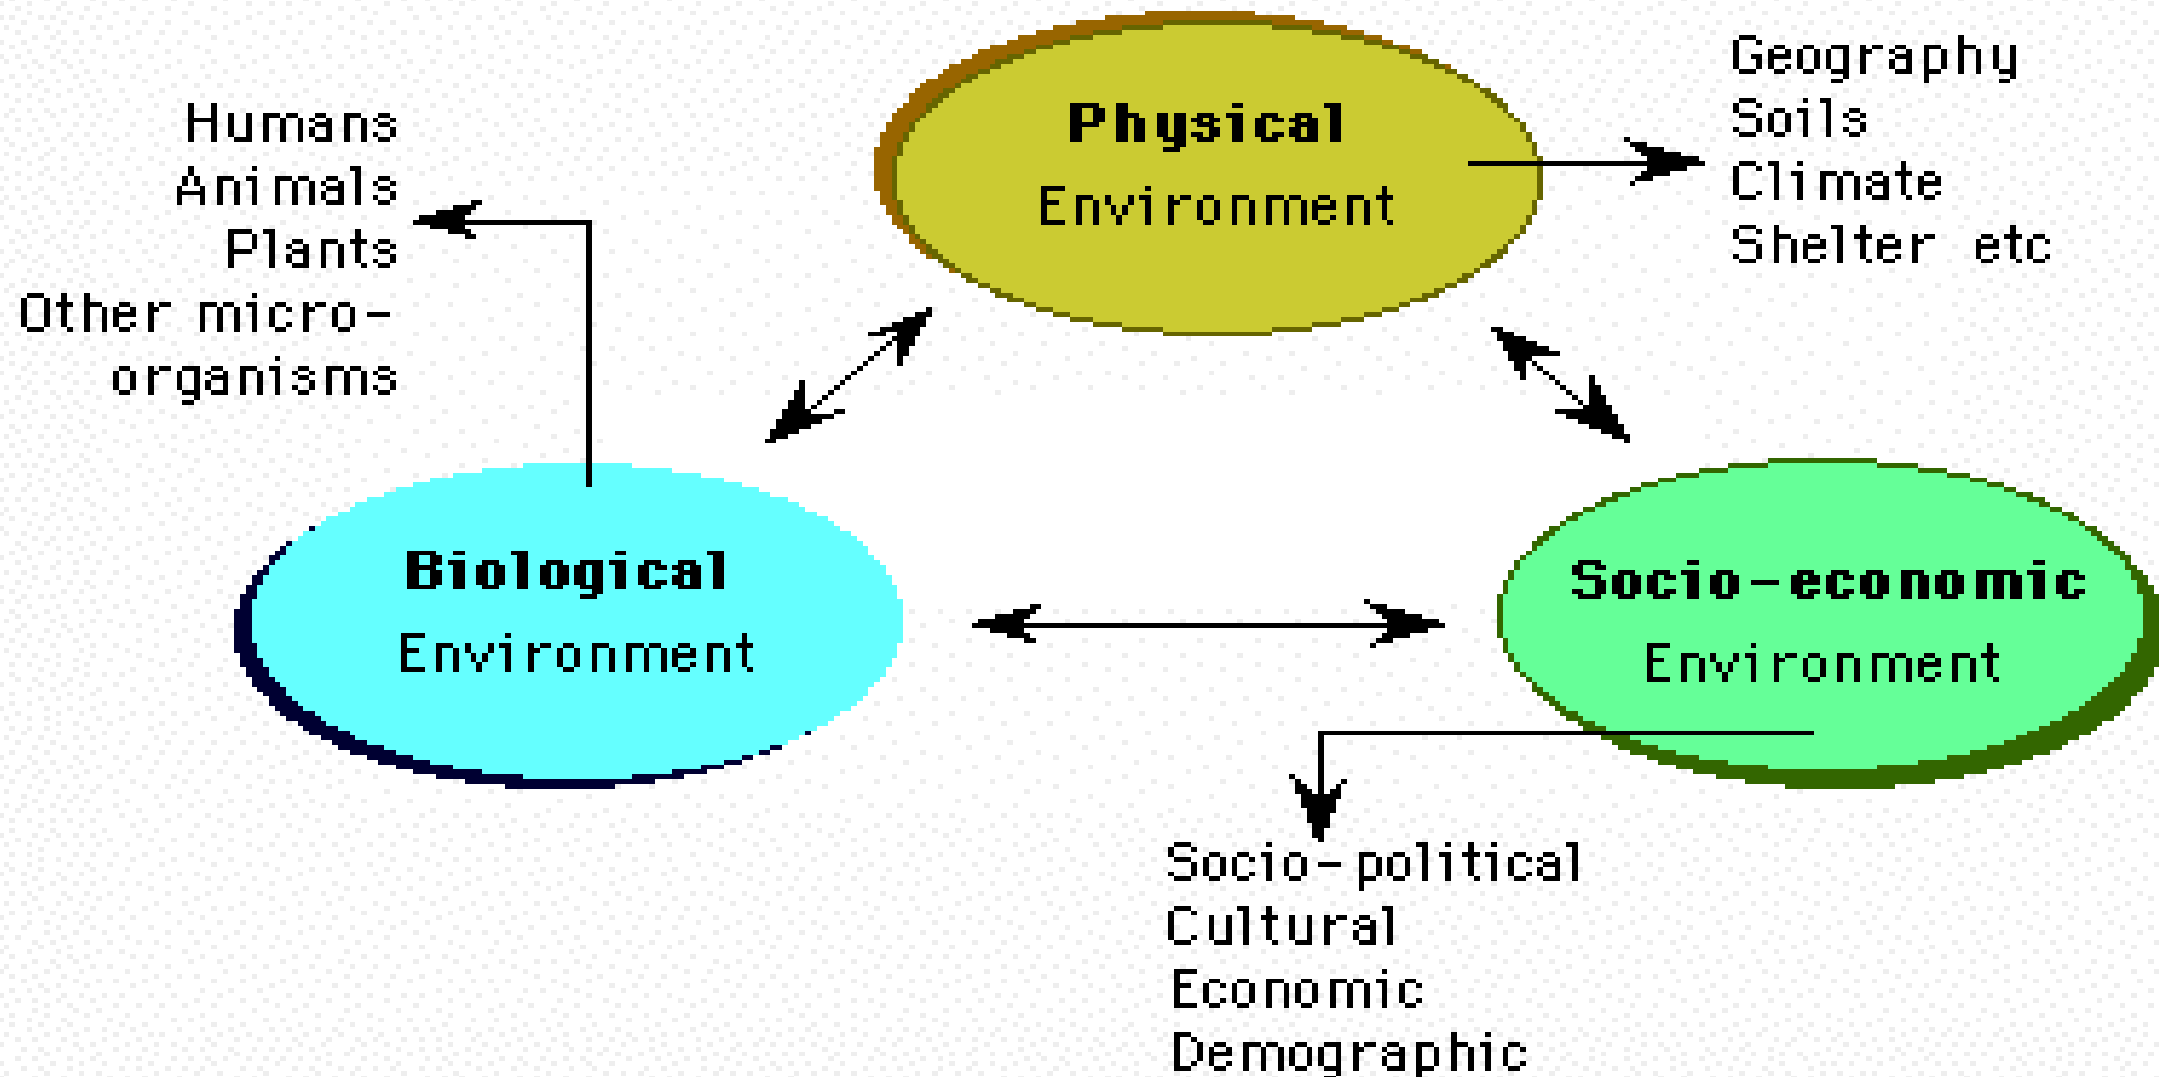 Physical
Environment
Geography
Soils
Climate
Shelter etc
Humans
Animals
Plants
Other micro-
organisms
Biological
Environment
Socio-economic
Environment
Socio-political
Cultural
Economic
Demographic